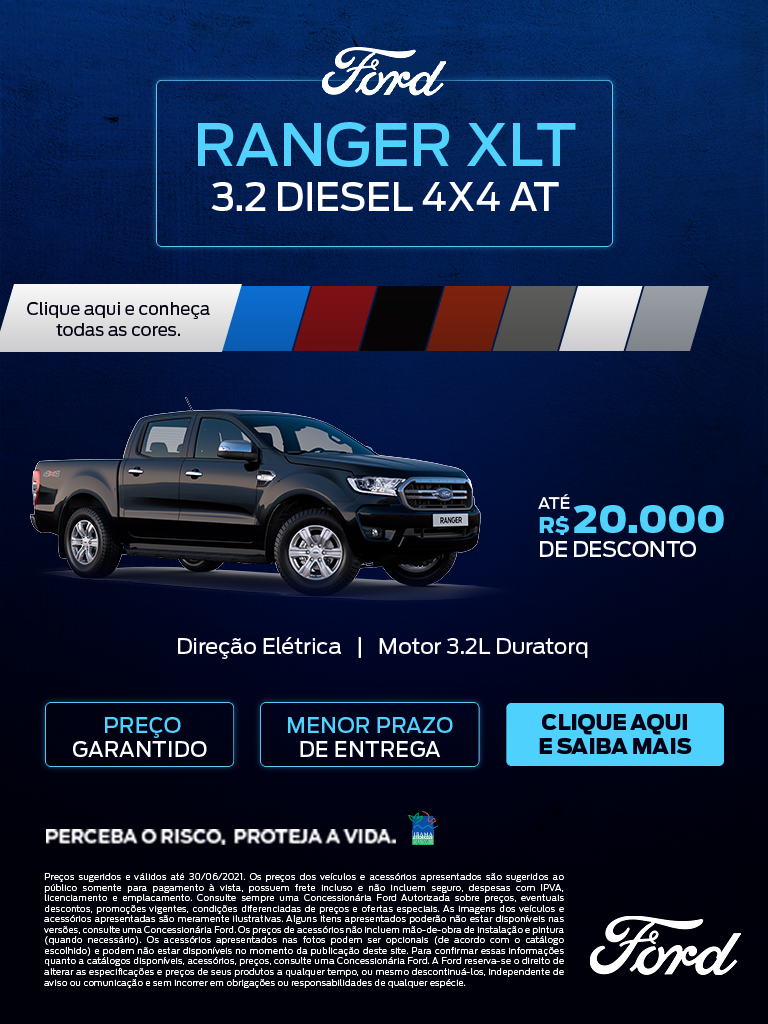 Ford
RANGER XLT
3.2 DIESEL 4X4 AT
Clique aqui e conheça
todas as cores.
4x4
RANGER
ATÉ
R$ 20.000
DE DESCONTO
Direção Elétrica | Motor 3.2L Duratorq
PREÇO
GARANTIDO
MENOR PRAZO
DE ENTREGA
CLIQUE AQUI
E SAIBA MAIS
PERCEBA O RISCO, PROTEJA A VIDA.
IBAMA
Preços sugeridos e válidos até 30/06/2021. Os preços dos veículos e acessórios apresentados são sugeridos ao
público somente para pagamento à vista, possuem frete incluso e não incluem seguro, despesas com IPVA,
licenciamento e emplacamento. Consulte sempre uma Concessionária Ford Autorizada sobre preços, eventuais
descontos, promoções vigentes, condições diferenciadas de preços e ofertas especiais. As imagens dos veículos e
acessórios apresentadas são meramente ilustrativas. Alguns itens apresentados poderão não estar disponíveis nas
versões, consulte uma Concessionária Ford. Os preços de acessórios não incluem mão-de-obra de instalação e pintura
(quando necessário). Os acessórios apresentados nas fotos podem ser opcionais (de acordo com o catálogo
escolhido) e podem não estar disponíveis no momento da publicação deste site. Para confirmar essas informações
quanto a catálogos disponíveis, acessórios, preços, consulte uma Concessionária Ford. A Ford reserva-se o direito de
alterar as especificações e preços de seus produtos a qualquer tempo, ou mesmo descontinuá-los, independente de
aviso ou comunicação e sem incorrer em obrigações ou responsabilidades de qualquer espécie.
Ford